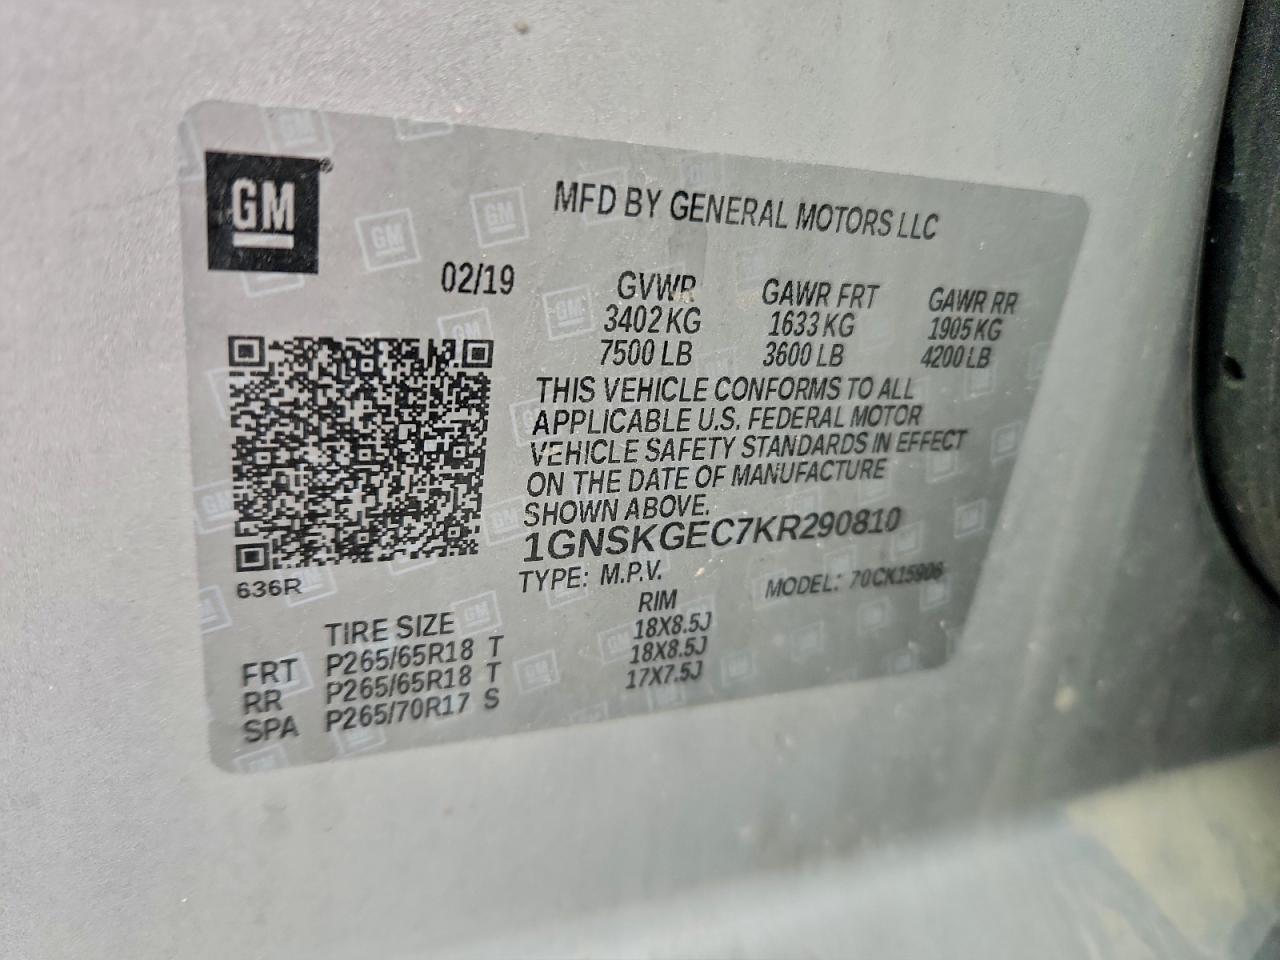 GM
MFD BY GENERAL MOTORS LLC
02/19
GVWR GAWR FRT GAWR RR
3402 KG 1633 KG 1905 KG
7500 LB 3600 LB 4200 LB
THIS VEHICLE CONFORMS TO ALL
APPLICABLE U.S. FEDERAL MOTOR
VEHICLE SAFETY STANDARDS IN EFFECT
ON THE DATE OF MANUFACTURE
SHOWN ABOVE.
1GNSKGEC7KR290810
636R
TYPE: M.P.V. MODEL: 70CK15906
TIRE SIZE RIM
FRT P265/65R18 T 18X8.5J
RR P265/65R18 T 18X8.5J
SPA P265/70R17 S 17X7.5J